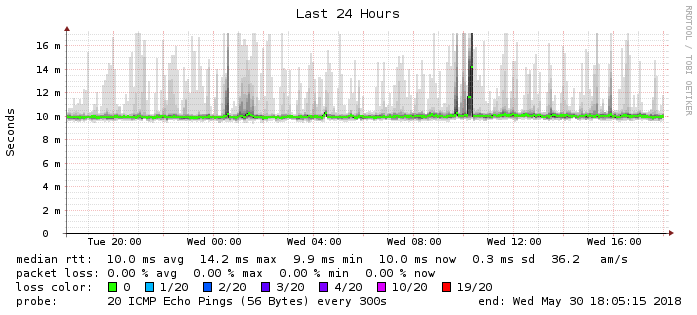 Last 24 Hours
RRDTOOL / TOBI OETIKER
Seconds
16 m
14 m
12 m
10 m
8 m
6 m
4 m
2 m
0
Tue 20:00 Wed 00:00 Wed 04:00 Wed 08:00 Wed 12:00 Wed 16:00
median rtt: 10.0 ms avg 14.2 ms max 9.9 ms min 10.0 ms now 0.3 ms sd 36.2 am/s
packet loss: 0.00 % avg 0.00 % max 0.00 % min 0.00 % now
loss color: 0 1/20 2/20 3/20 4/20 10/20 19/20
probe: 20 ICMP Echo Pings (56 Bytes) every 300s end: Wed May 30 18:05:15 2018